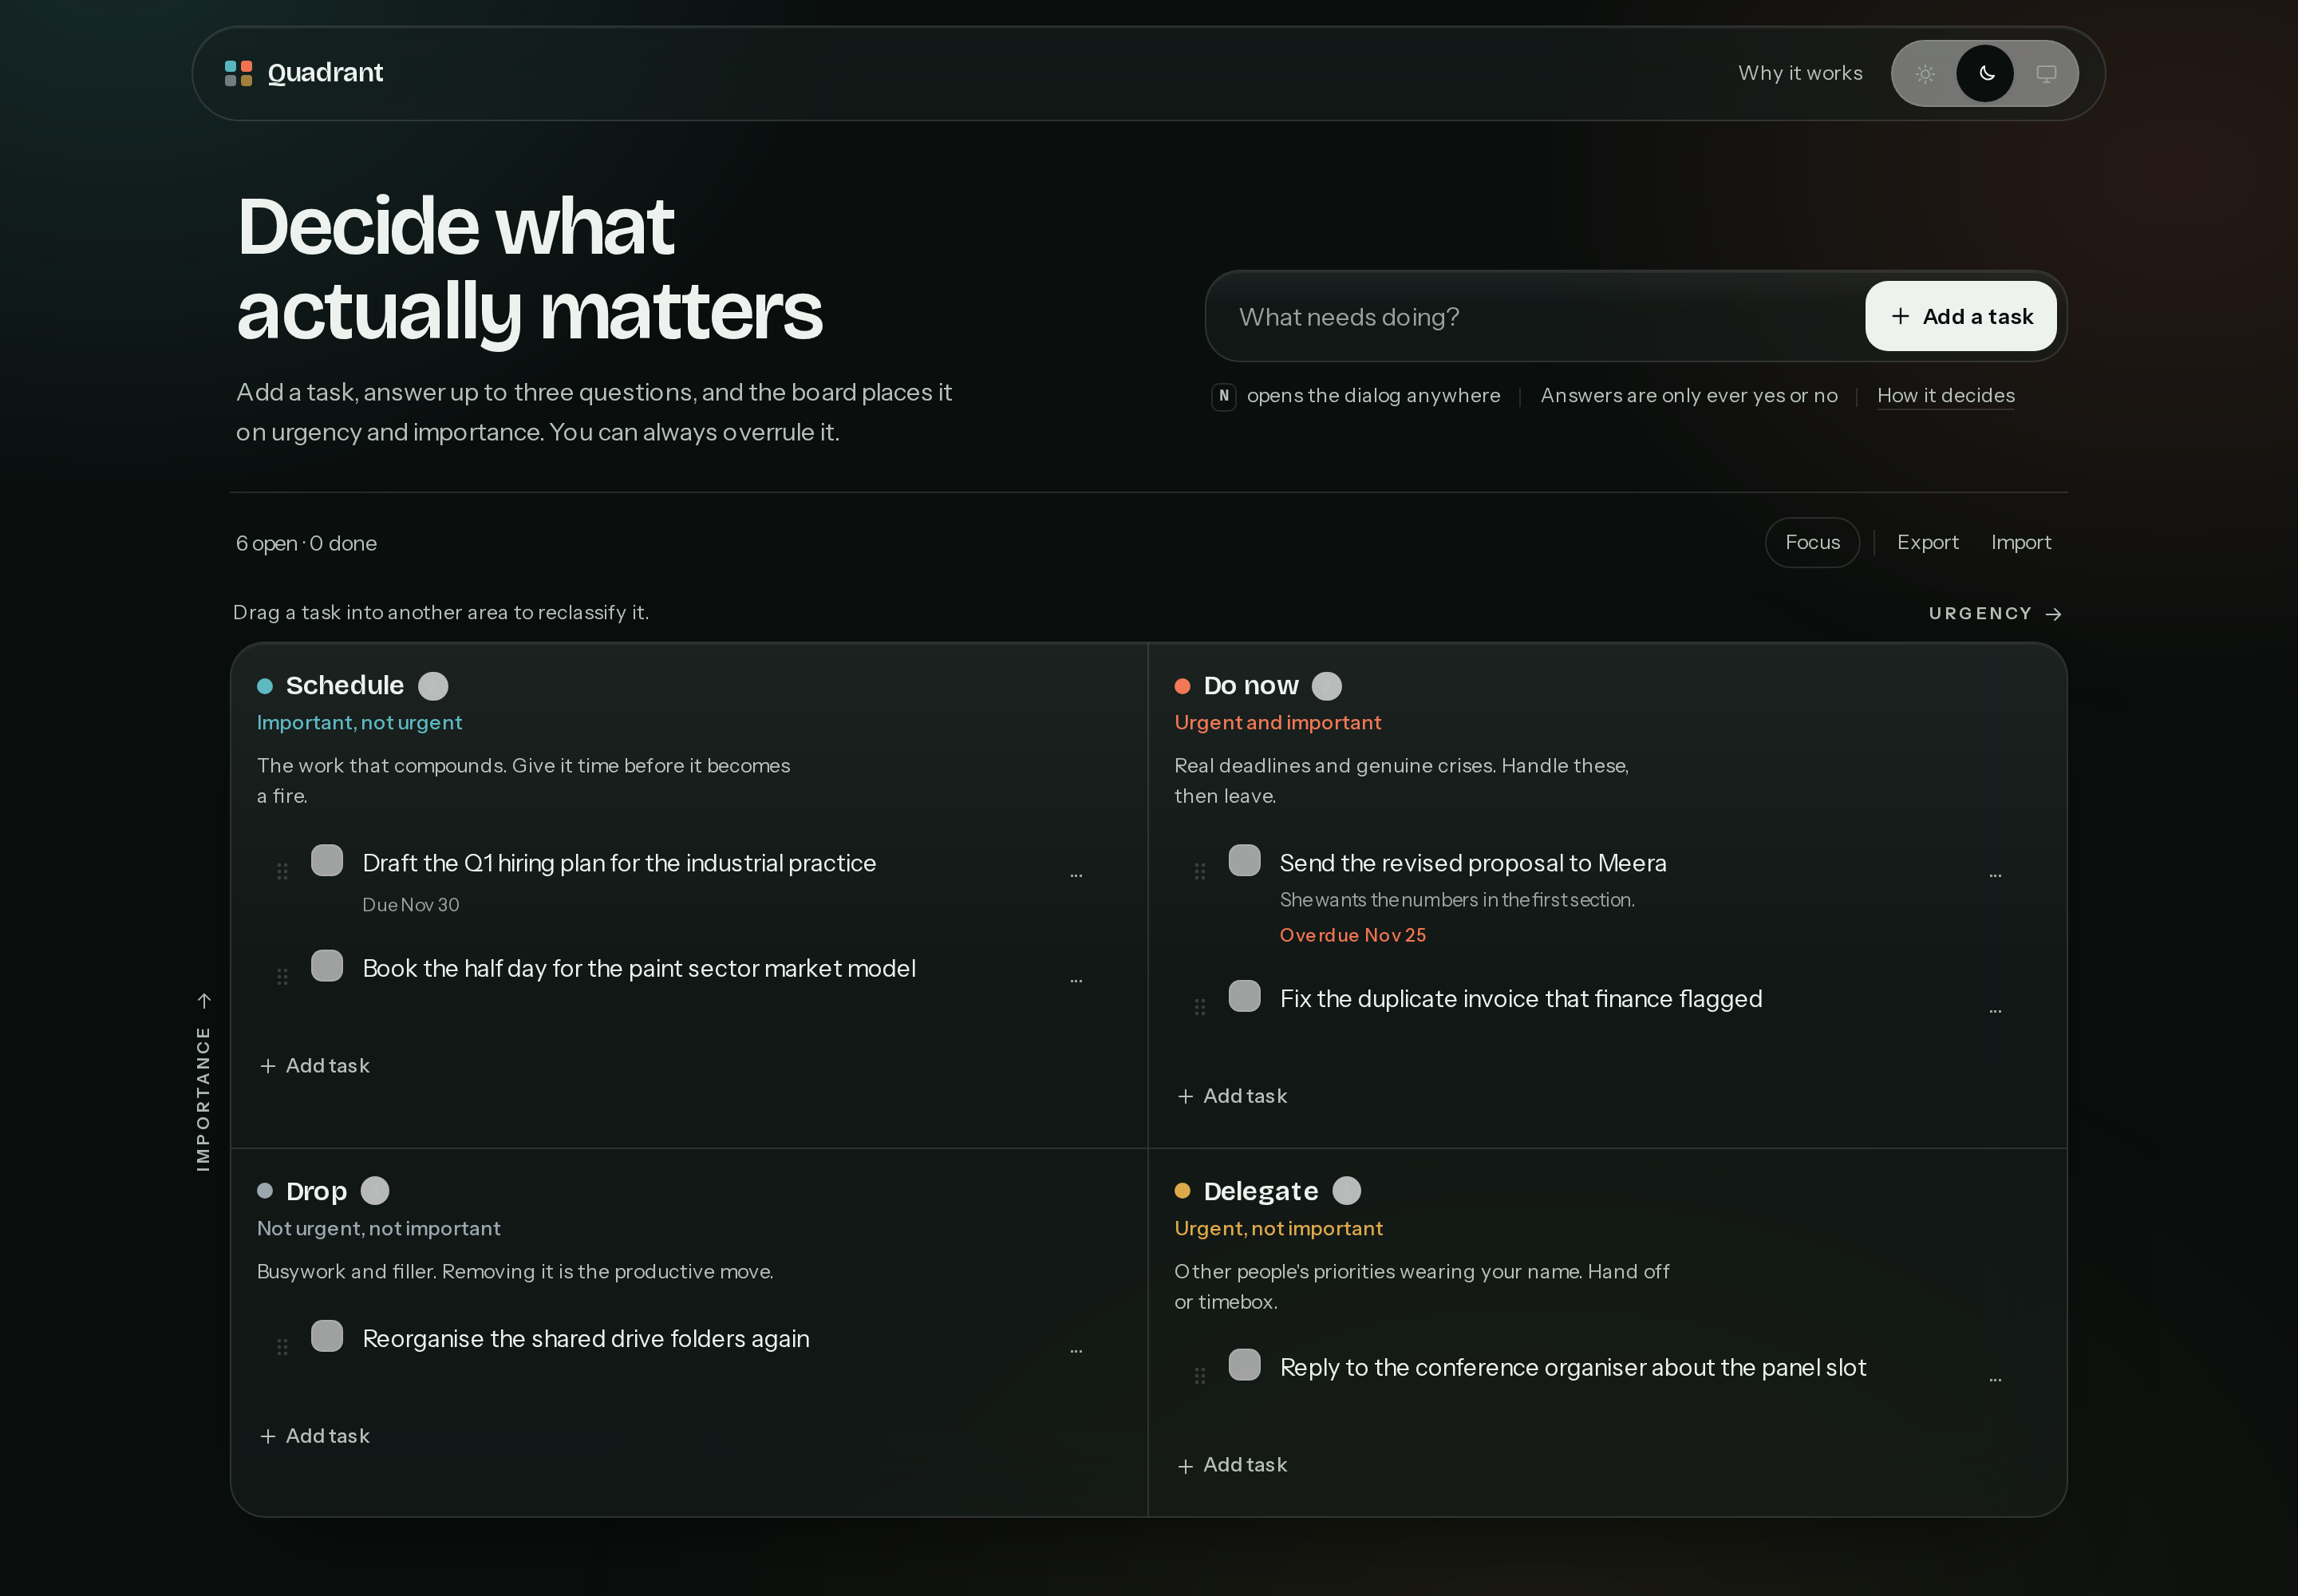 Quadrant
Why it works
Decide what
actually matters
Add a task, answer up to three questions, and the board places it
on urgency and importance. You can always overrule it.
What needs doing?
+ Add a task
N opens the dialog anywhere
Answers are only ever yes or no
How it decides
6 open · 0 done
Focus
Export
Import
Drag a task into another area to reclassify it.
URGENCY →
IMPORTANCE →
Schedule
Important, not urgent
The work that compounds. Give it time before it becomes
a fire.
Draft the Q1 hiring plan for the industrial practice
...
Due Nov 30
Book the half day for the paint sector market model
...
+ Add task
Do now
Urgent and important
Real deadlines and genuine crises. Handle these,
then leave.
Send the revised proposal to Meera
...
She wants the numbers in the first section.
Overdue Nov 25
Fix the duplicate invoice that finance flagged
...
+ Add task
Drop
Not urgent, not important
Busywork and filler. Removing it is the productive move.
Reorganise the shared drive folders again
...
+ Add task
Delegate
Urgent, not important
Other people's priorities wearing your name. Hand off
or timebox.
Reply to the conference organiser about the panel slot
...
+ Add task